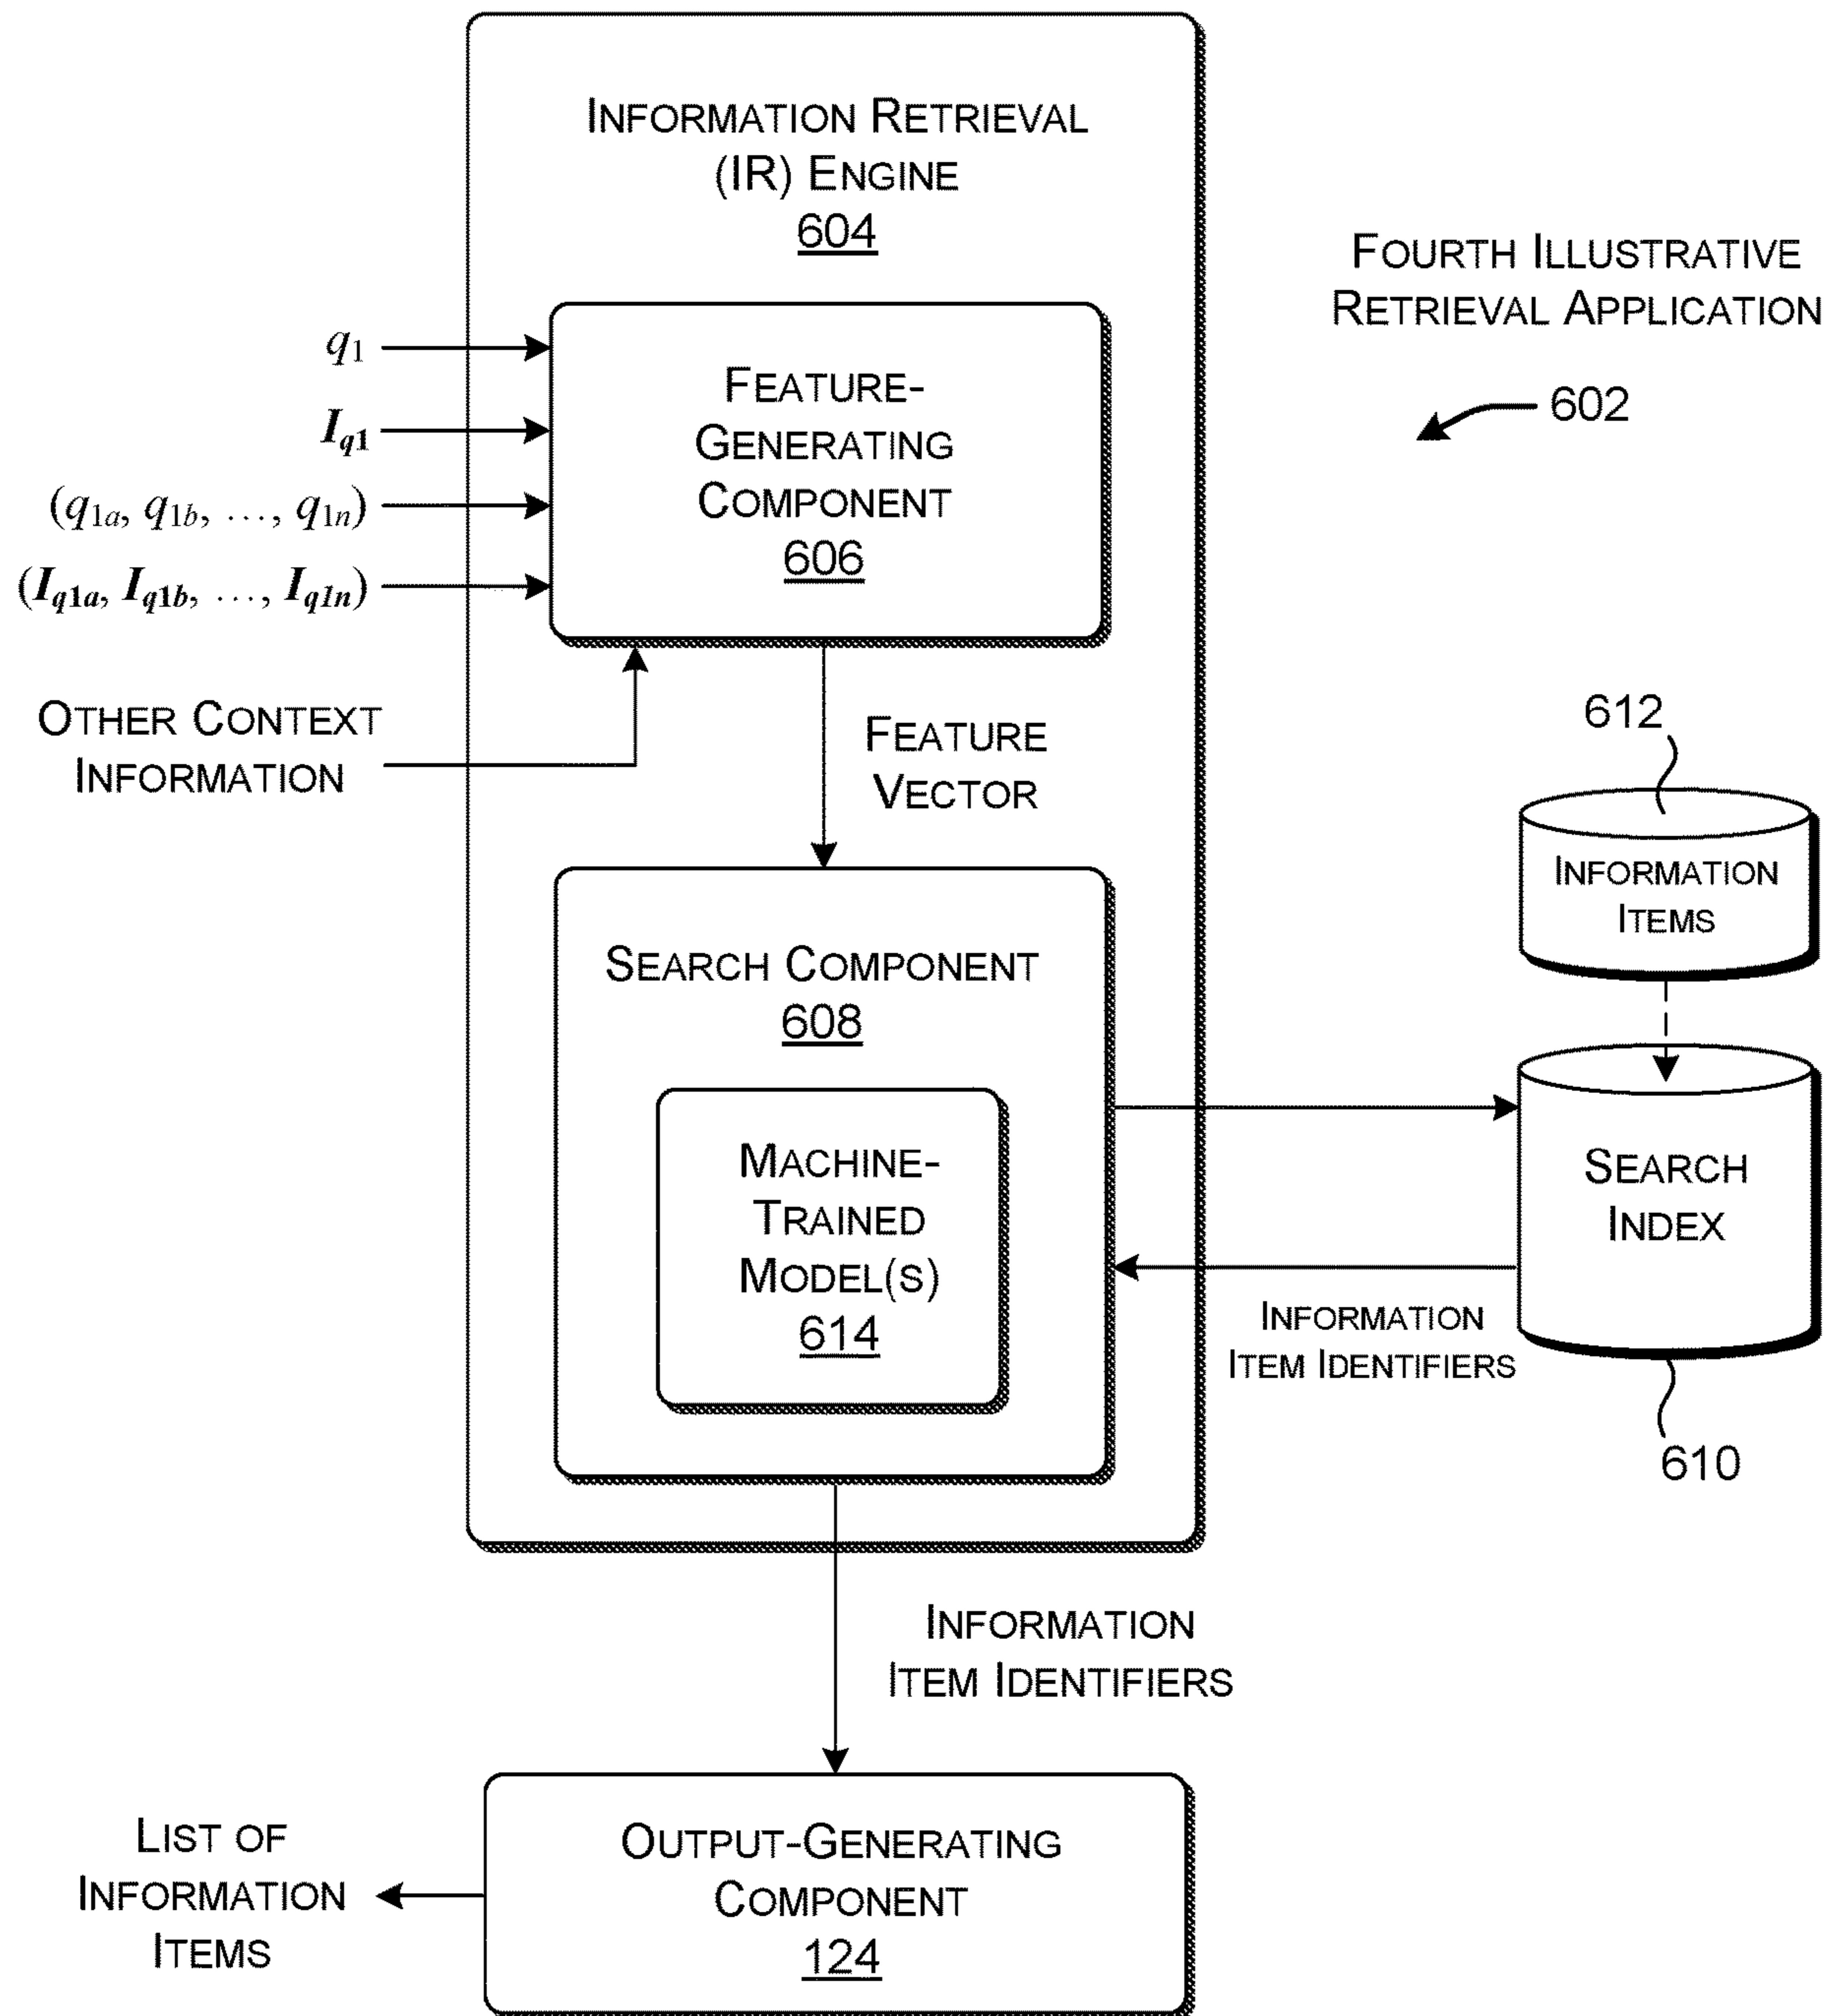 INFORMATION RETRIEVAL
(IR) ENGINE
604
FOURTH ILLUSTRATIVE
RETRIEVAL APPLICATION
602
q1
Iq1
(q1a, q1b, …, q1n)
(Iq1a, Iq1b, …, Iq1n)
FEATURE-
GENERATING
COMPONENT
606
OTHER CONTEXT
INFORMATION
FEATURE
VECTOR
612
INFORMATION
ITEMS
SEARCH COMPONENT
608
MACHINE-
TRAINED
MODEL(S)
614
SEARCH
INDEX
INFORMATION
ITEM IDENTIFIERS
610
INFORMATION
ITEM IDENTIFIERS
LIST OF
INFORMATION
ITEMS
OUTPUT-GENERATING
COMPONENT
124